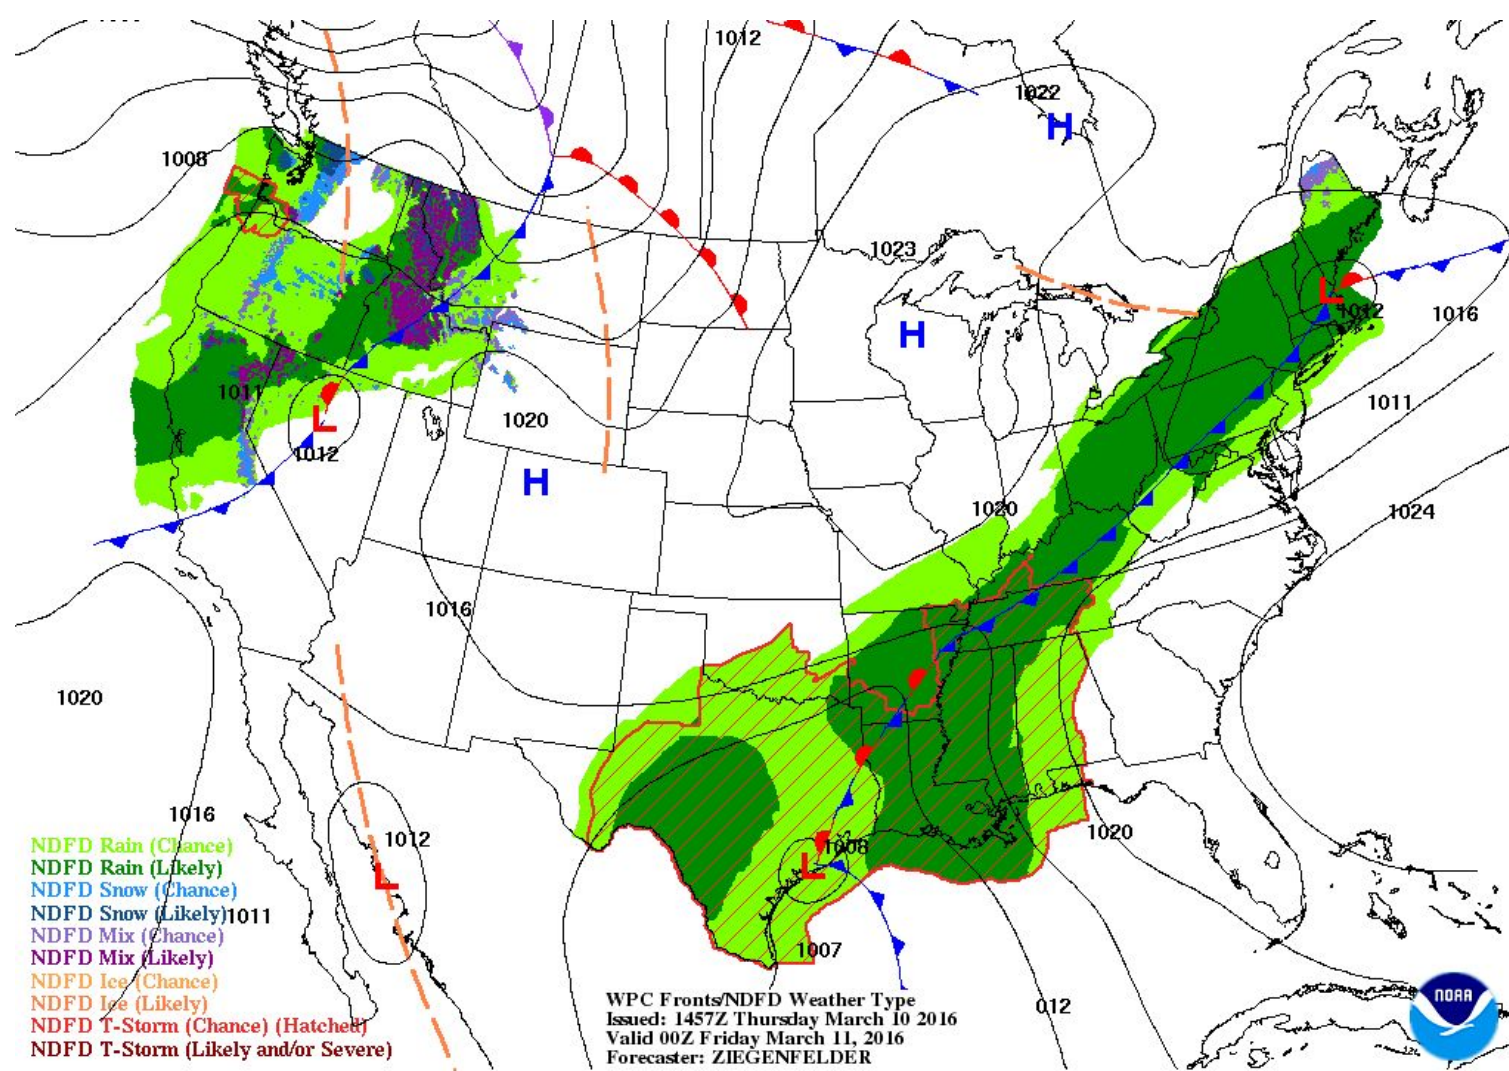 1012
1022
H
1008
1023
H
1016
L
1012
1011
1011
L
1012
1020
H
1020
1024
1016
1020
1020
1016
1012
L
1008
L
1011
1007
012
NDFD Rain (Chance)
NDFD Rain (Likely)
NDFD Snow (Chance)
NDFD Snow (Likely)
NDFD Mix (Chance)
NDFD Mix (Likely)
NDFD Ice (Chance)
NDFD Ice (Likely)
NDFD T-Storm (Chance) (Hatched)
NDFD T-Storm (Likely and/or Severe)
WPC Fronts/NDFD Weather Type
Issued: 1457Z Thursday March 10 2016
Valid 00Z Friday March 11, 2016
Forecaster: ZIEGENFELDER
NOAA